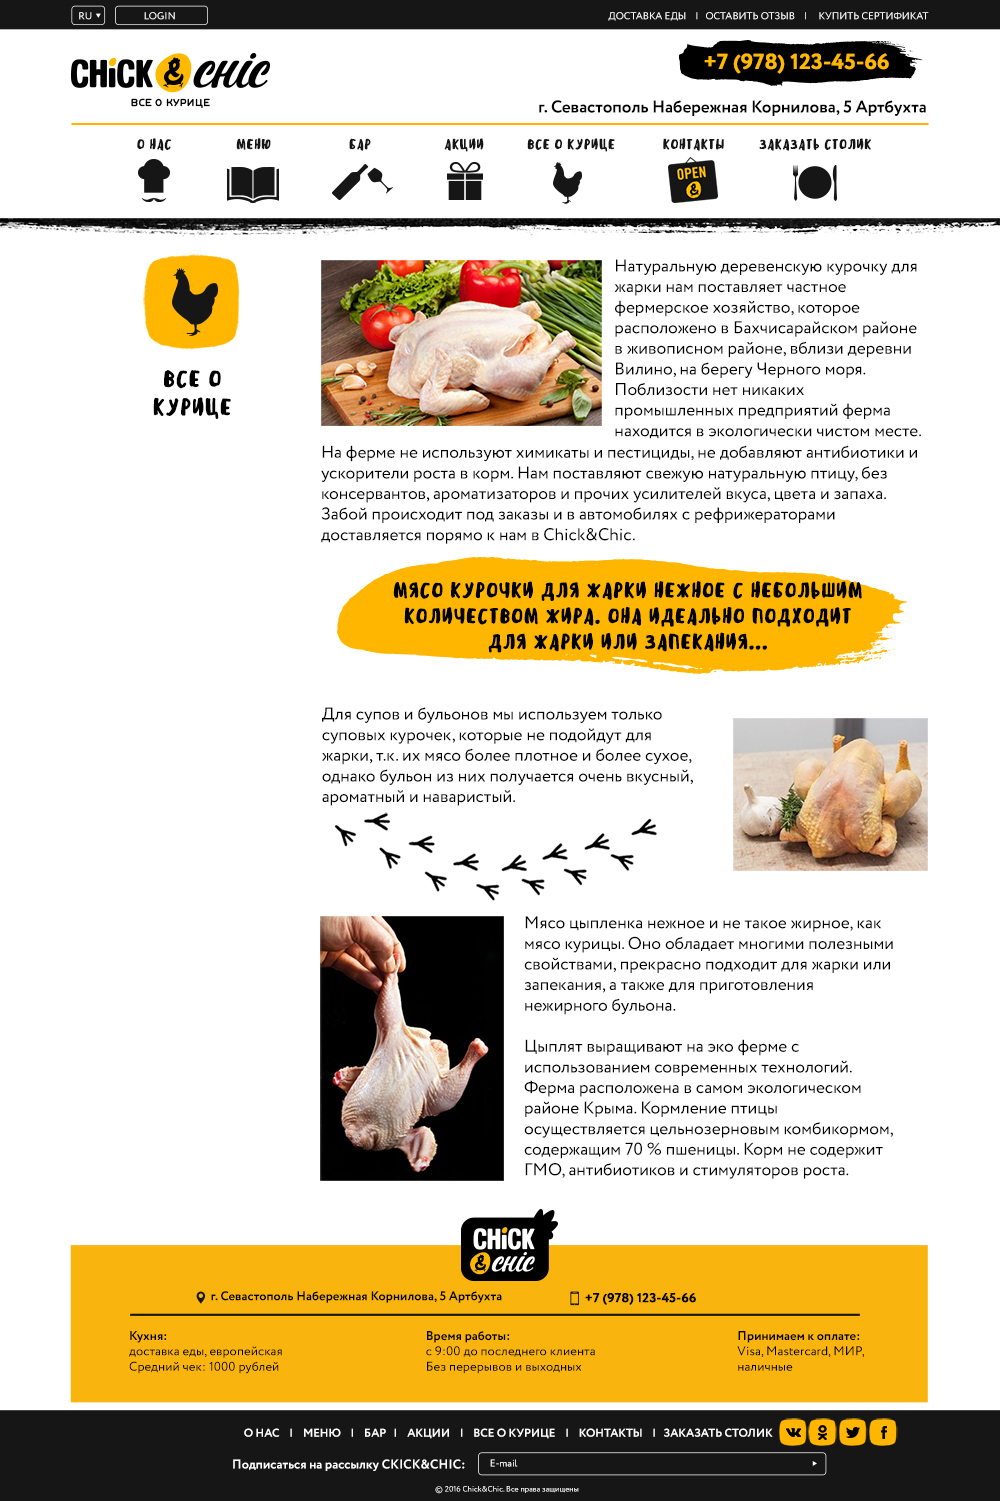 RU ▾ LOGIN ДОСТАВКА ЕДЫ | ОСТАВИТЬ ОТЗЫВ | КУПИТЬ СЕРТИФИКАТ
CHiCK & CHiC
ВСЕ О КУРИЦЕ
+7 (978) 123-45-66
г. Севастополь Набережная Корнилова, 5 Артбухта
О НАС МЕНЮ БАР АКЦИИ ВСЕ О КУРИЦЕ КОНТАКТЫ ЗАКАЗАТЬ СТОЛИК
OPEN
&
ВСЕ О
КУРИЦЕ
Натуральную деревенскую курочку для
жарки нам поставляет частное
фермерское хозяйство, которое
расположено в Бахчисарайском районе
в живописном районе, вблизи деревни
Вилино, на берегу Черного моря.
Поблизости нет никаких
промышленных предприятий ферма
находится в экологически чистом месте.
На ферме не используют химикаты и пестициды, не добавляют антибиотики и
ускорители роста в корм. Нам поставляют свежую натуральную птицу, без
консервантов, ароматизаторов и прочих усилителей вкуса, цвета и запаха.
Забой происходит под заказы и в автомобилях с рефрижераторами
доставляется порямо к нам в Chick&Chic.
МЯСО КУРОЧКИ ДЛЯ ЖАРКИ НЕЖНОЕ С НЕБОЛЬШИМ
КОЛИЧЕСТВОМ ЖИРА. ОНА ИДЕАЛЬНО ПОДХОДИТ
ДЛЯ ЖАРКИ ИЛИ ЗАПЕКАНИЯ...
Для супов и бульонов мы используем только
суповых курочек, которые не подойдут для
жарки, т.к. их мясо более плотное и более сухое,
однако бульон из них получается очень вкусный,
ароматный и наваристый.
Мясо цыпленка нежное и не такое жирное, как
мясо курицы. Оно обладает многими полезными
свойствами, прекрасно подходит для жарки или
запекания, а также для приготовления
нежирного бульона.
Цыплят выращивают на эко ферме с
использованием современных технологий.
Ферма расположена в самом экологическом
районе Крыма. Кормление птицы
осуществляется цельнозерновым комбикормом,
содержащим 70 % пшеницы. Корм не содержит
ГМО, антибиотиков и стимуляторов роста.
CHiCK
& CHiC
г. Севастополь Набережная Корнилова, 5 Артбухта +7 (978) 123-45-66
Кухня:
доставка еды, европейская
Средний чек: 1000 рублей
Время работы:
с 9:00 до последнего клиента
Без перерывов и выходных
Принимаем к оплате:
Visa, Mastercard, МИР,
наличные
О НАС | МЕНЮ | БАР | АКЦИИ | ВСЕ О КУРИЦЕ | КОНТАКТЫ | ЗАКАЗАТЬ СТОЛИК
Подписаться на рассылку CKICK&CHIC: E-mail
© 2016 Chick&Chic. Все права защищены